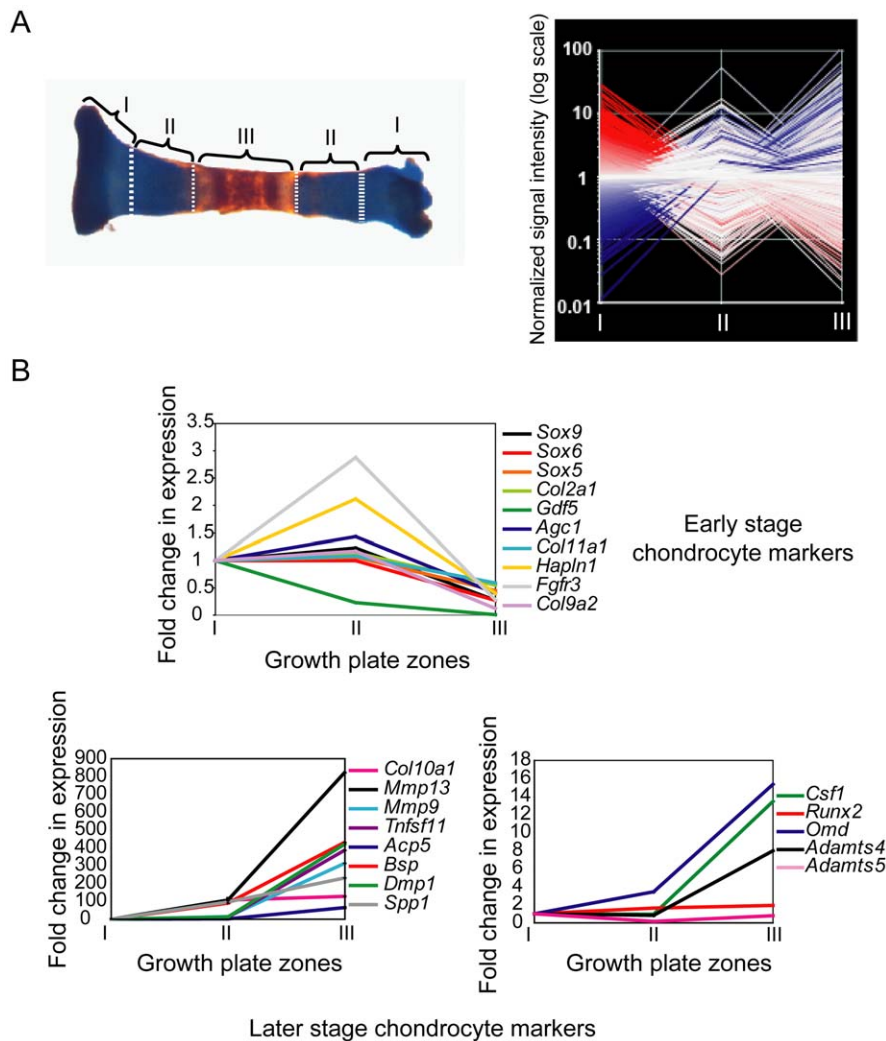 A
I
II
III
II
I
Normalized signal intensity (log scale)
100
10
1
0.1
0.01
I
II
III
B
Fold change in expression
3.5
3
2.5
2
1.5
1
0.5
0
I
II
III
Growth plate zones
Sox9
Sox6
Sox5
Col2a1
Gdf5
Agc1
Col11a1
Hapln1
Fgfr3
Col9a2
Early stage
chondrocyte markers
Fold change in expression
900
800
700
600
500
400
300
200
100
0
I
II
III
Growth plate zones
Col10a1
Mmp13
Mmp9
Tnfsf11
Acp5
Bsp
Dmp1
Spp1
Fold change in expression
18
16
14
12
10
8
6
4
2
0
I
II
III
Growth plate zones
Csf1
Runx2
Omd
Adamts4
Adamts5
Later stage chondrocyte markers